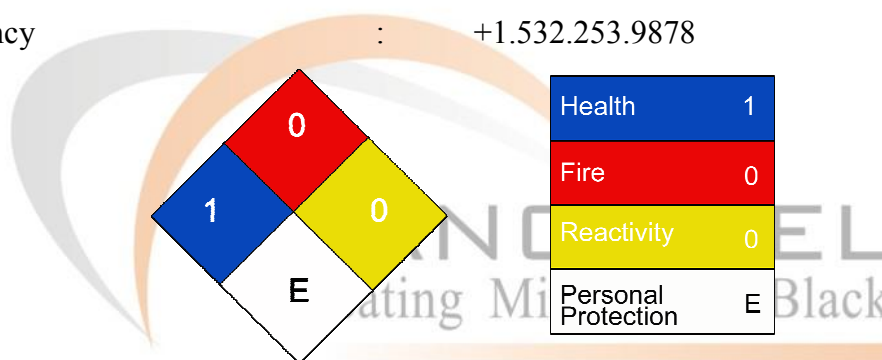 ncy : +1.532.253.9878
0
1 0
E
Health 1
Fire 0
Reactivity 0
Personal
Protection E
ating Mi
Black